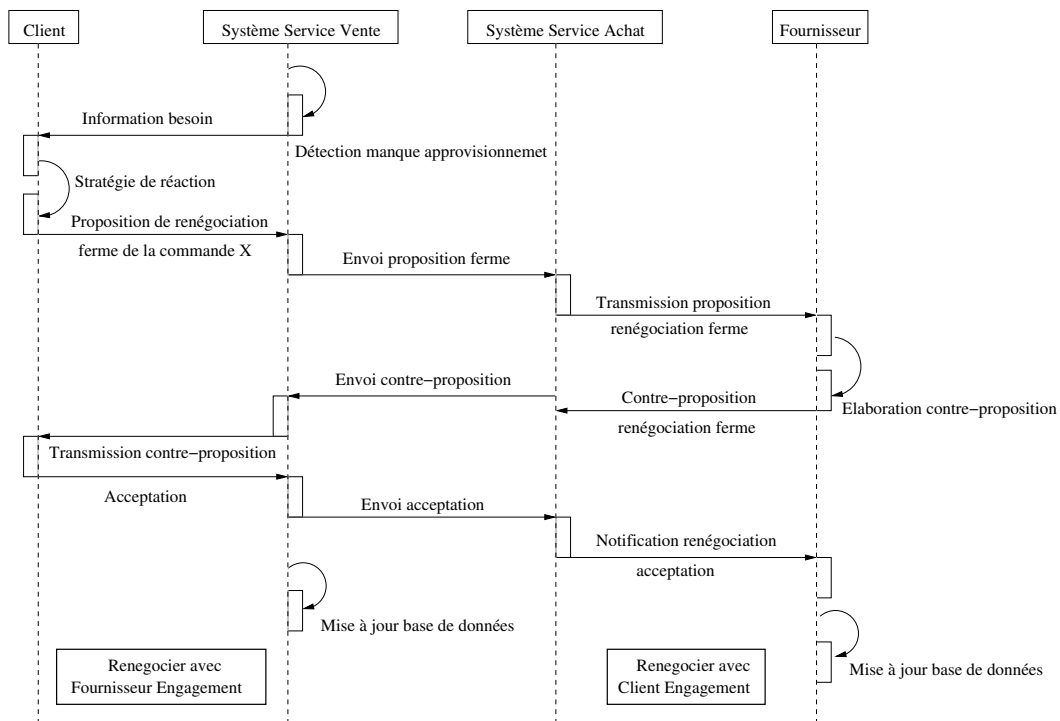 Client
Système Service Vente
Système Service Achat
Fournisseur
Information besoin
Détection manque approvisionnemet
Stratégie de réaction
Proposition de renégociation
ferme de la commande X
Envoi proposition ferme
Transmission proposition
renégociation ferme
Envoi contre−proposition
Contre−proposition
renégociation ferme
Elaboration contre−proposition
Transmission contre−proposition
Acceptation
Envoi acceptation
Notification renégociation
acceptation
Mise à jour base de données
Mise à jour base de données
Renegocier avec
Fournisseur Engagement
Renegocier avec
Client Engagement